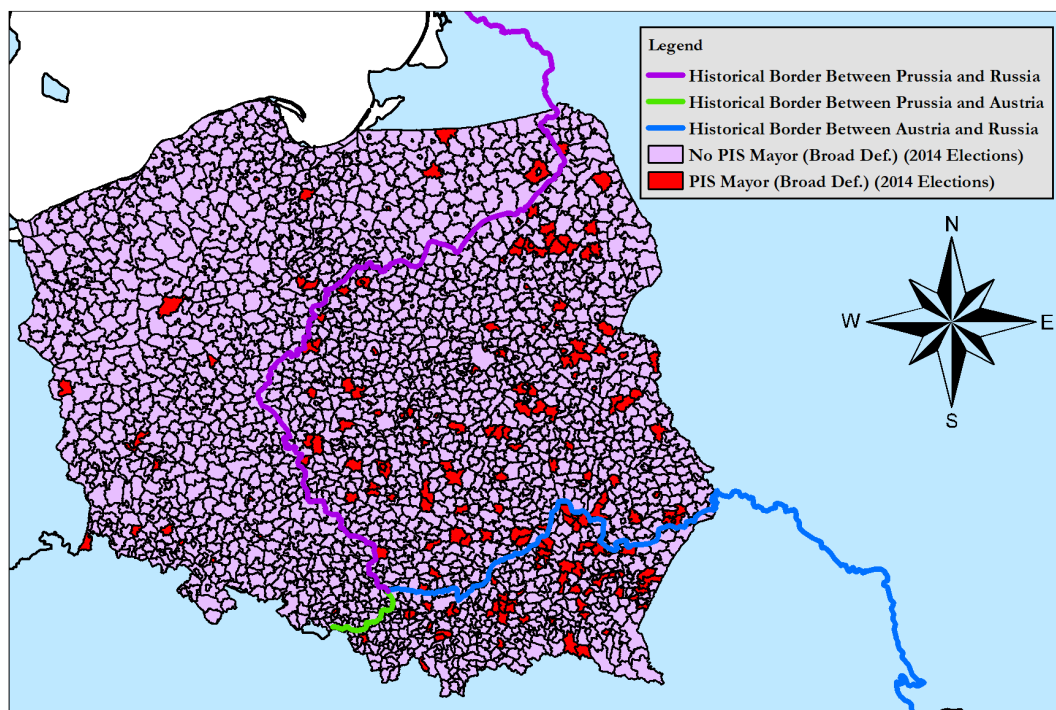 Legend
Historical Border Between Prussia and Russia
Historical Border Between Prussia and Austria
Historical Border Between Austria and Russia
No PIS Mayor (Broad Def.) (2014 Elections)
PIS Mayor (Broad Def.) (2014 Elections)
N
W E
S